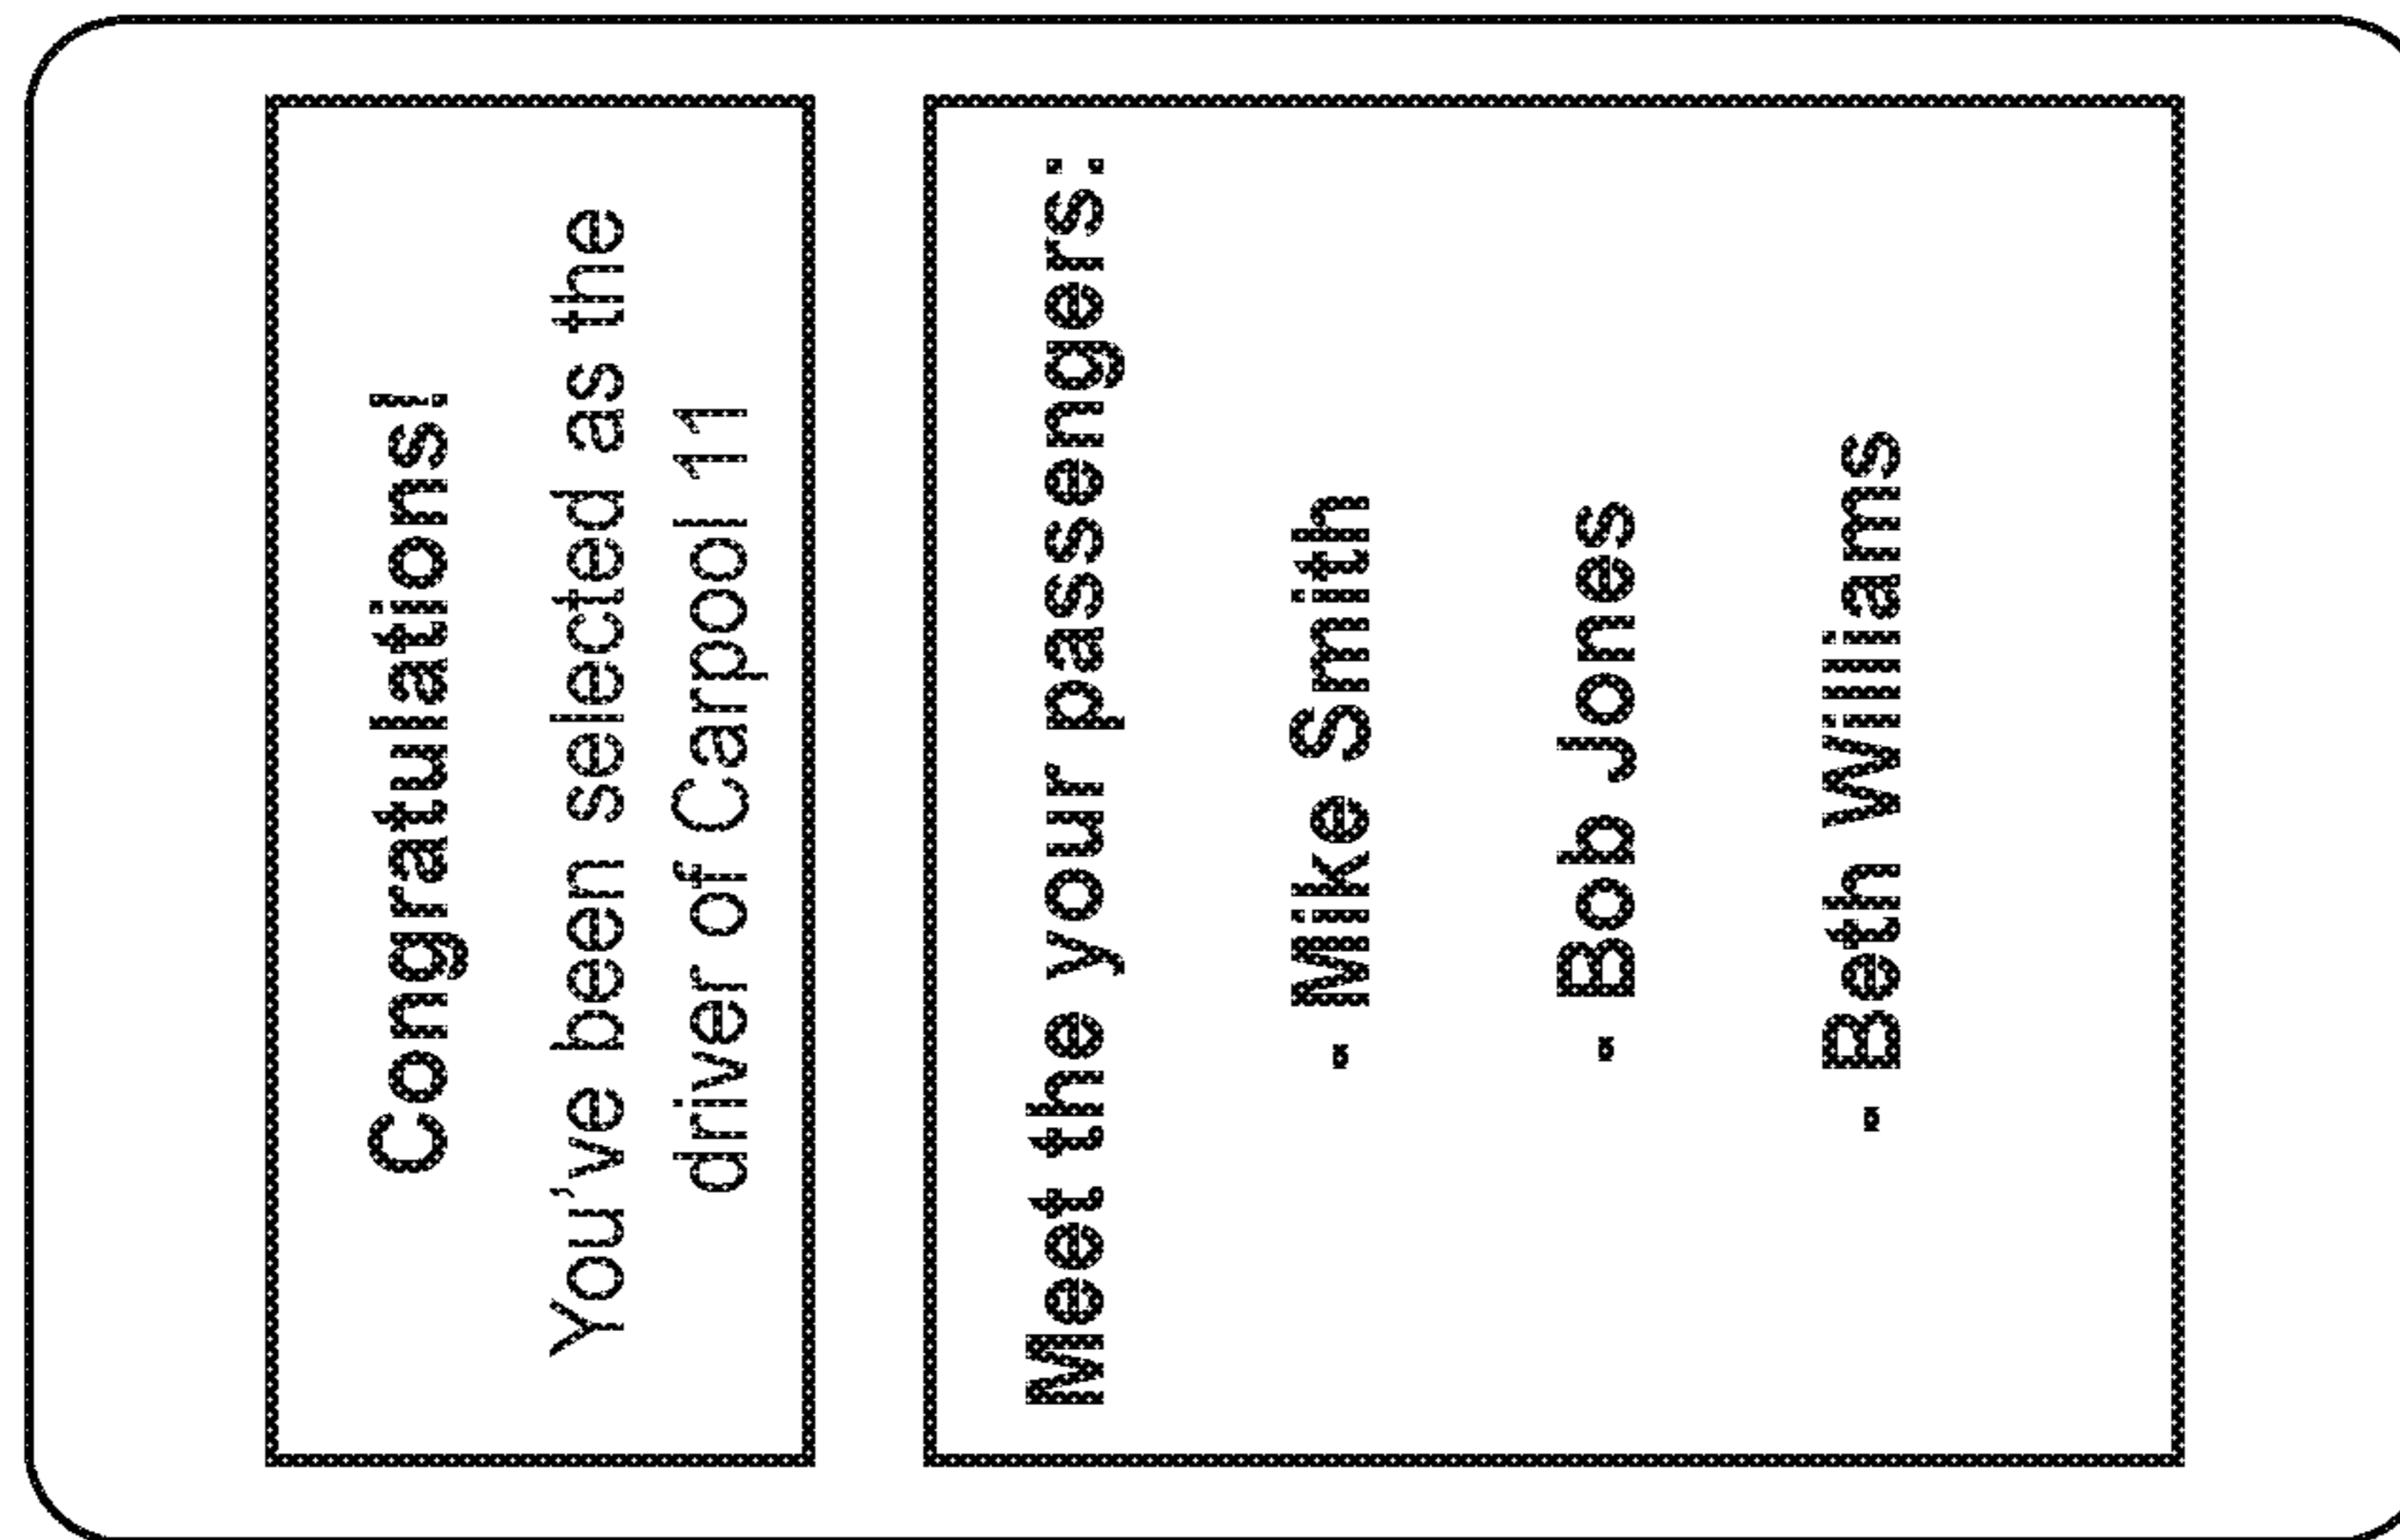 Congratulations!
You've been selected as the
driver of Carpool 11
Meet the your passengers:
- Mike Smith
- Bob Jones
- Beth Williams